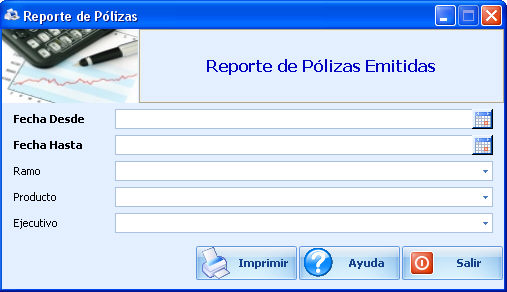 Reporte de Pólizas
Reporte de Pólizas Emitidas
Fecha Desde
Fecha Hasta
Ramo
Producto
Ejecutivo
Imprimir Ayuda Salir